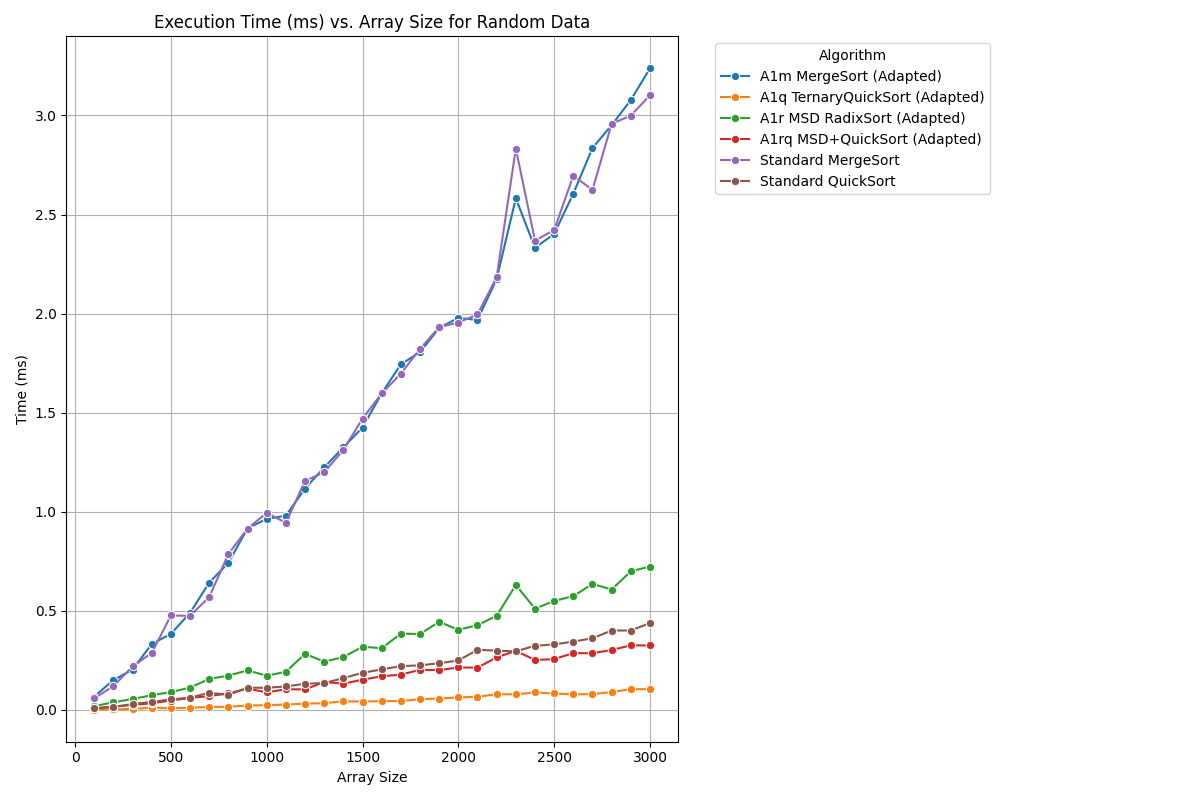 Execution Time (ms) vs. Array Size for Random Data
Algorithm
A1m MergeSort (Adapted)
A1q TernaryQuickSort (Adapted)
A1r MSD RadixSort (Adapted)
A1rq MSD+QuickSort (Adapted)
Standard MergeSort
Standard QuickSort
Time (ms)
3.0
2.5
2.0
1.5
1.0
0.5
0.0
0 500 1000 1500 2000 2500 3000
Array Size